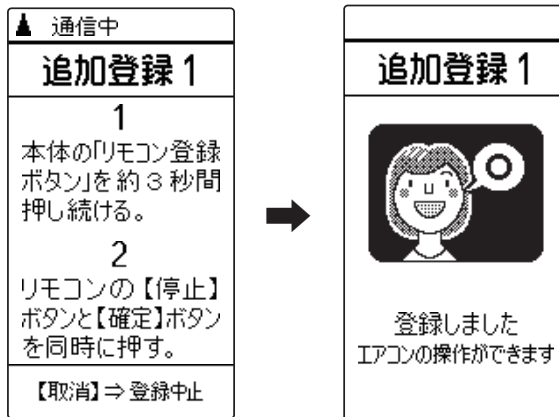 通信中
追加登録1
1
本体の「リモコン登録
ボタン」を約3秒間
押し続ける。
2
リモコンの【停止】
ボタンと【確定】ボタン
を同時に押す。
【取消】⇒登録中止
追加登録1
登録しました
エアコンの操作ができます